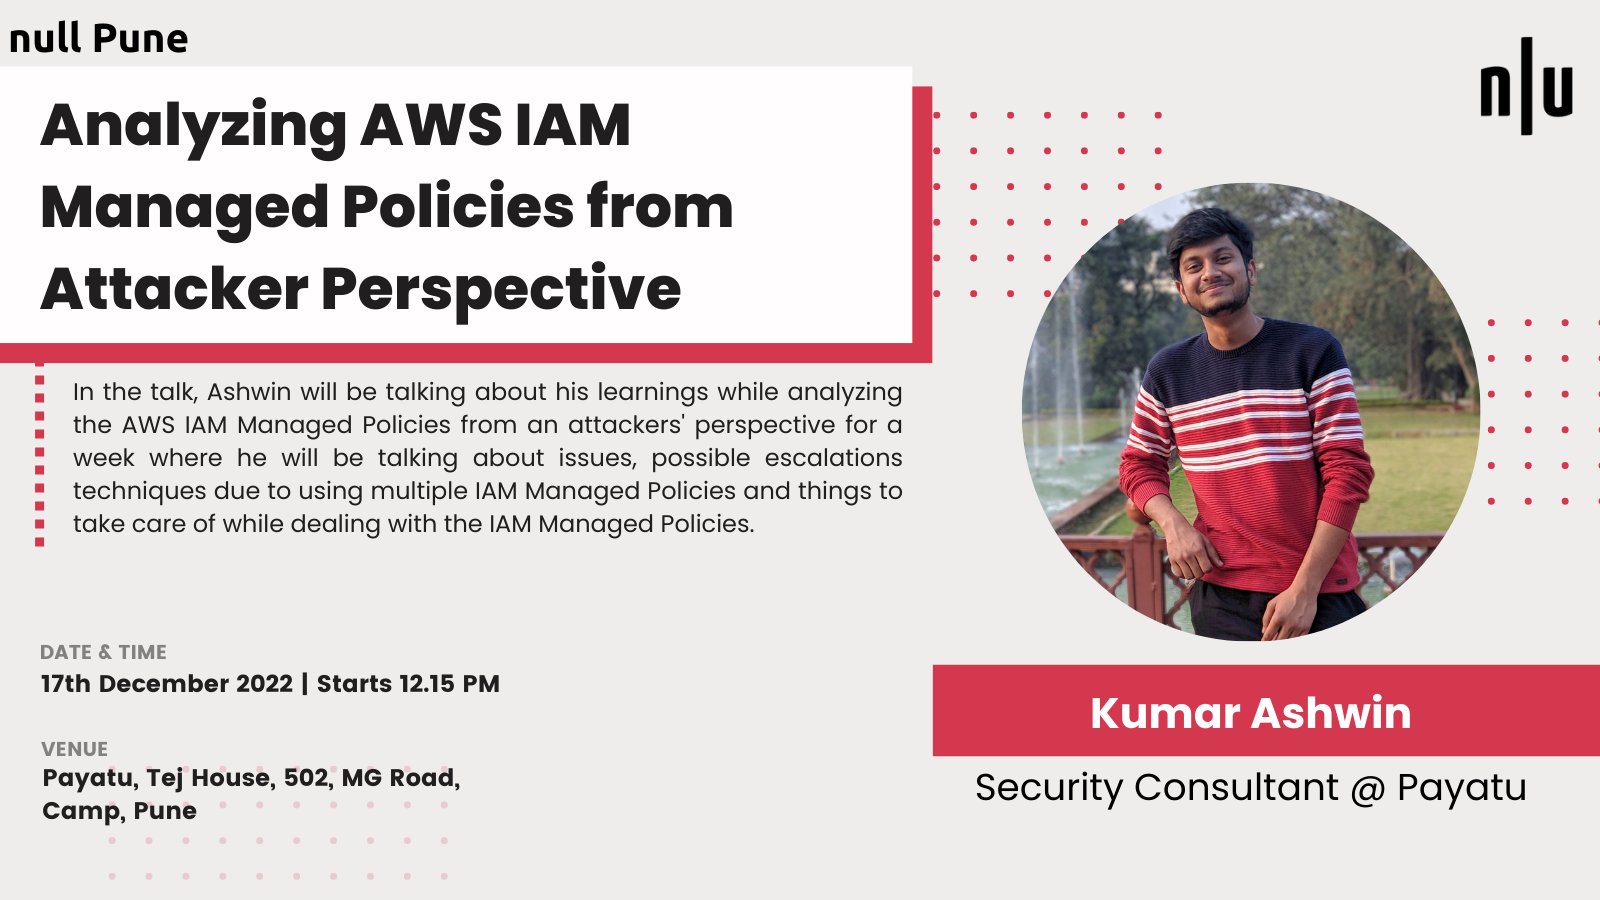 null Pune
n|u
Analyzing AWS IAM
Managed Policies from
Attacker Perspective
In the talk, Ashwin will be talking about his learnings while analyzing
the AWS IAM Managed Policies from an attackers' perspective for a
week where he will be talking about issues, possible escalations
techniques due to using multiple IAM Managed Policies and things to
take care of while dealing with the IAM Managed Policies.
DATE & TIME
17th December 2022 | Starts 12.15 PM
VENUE
Payatu, Tej House, 502, MG Road,
Camp, Pune
Kumar Ashwin
Security Consultant @ Payatu